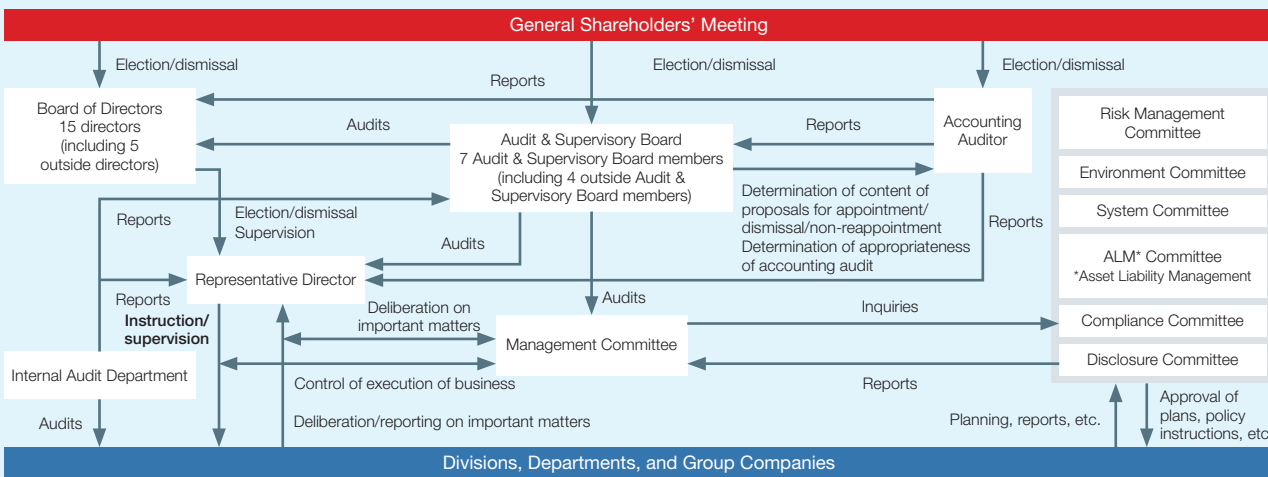 General Shareholders' Meeting
Election/dismissal
Election/dismissal
Election/dismissal
Reports
Board of Directors
15 directors
(including 5
outside directors)
Audits
Audit & Supervisory Board
7 Audit & Supervisory Board members
(including 4 outside Audit &
Supervisory Board members)
Reports
Accounting
Auditor
Risk Management
Committee
Environment Committee
System Committee
ALM* Committee
*Asset Liability Management
Compliance Committee
Disclosure Committee
Determination of content of
proposals for appointment/
dismissal/non-reappointment
Determination of appropriateness
of accounting audit
Reports
Reports
Election/dismissal
Supervision
Audits
Representative Director
Reports
Instruction/
supervision
Deliberation on
important matters
Audits
Management Committee
Inquiries
Internal Audit Department
Control of execution of business
Reports
Audits
Deliberation/reporting on important matters
Planning, reports, etc.
Approval of
plans, policy
instructions, etc
Divisions, Departments, and Group Companies